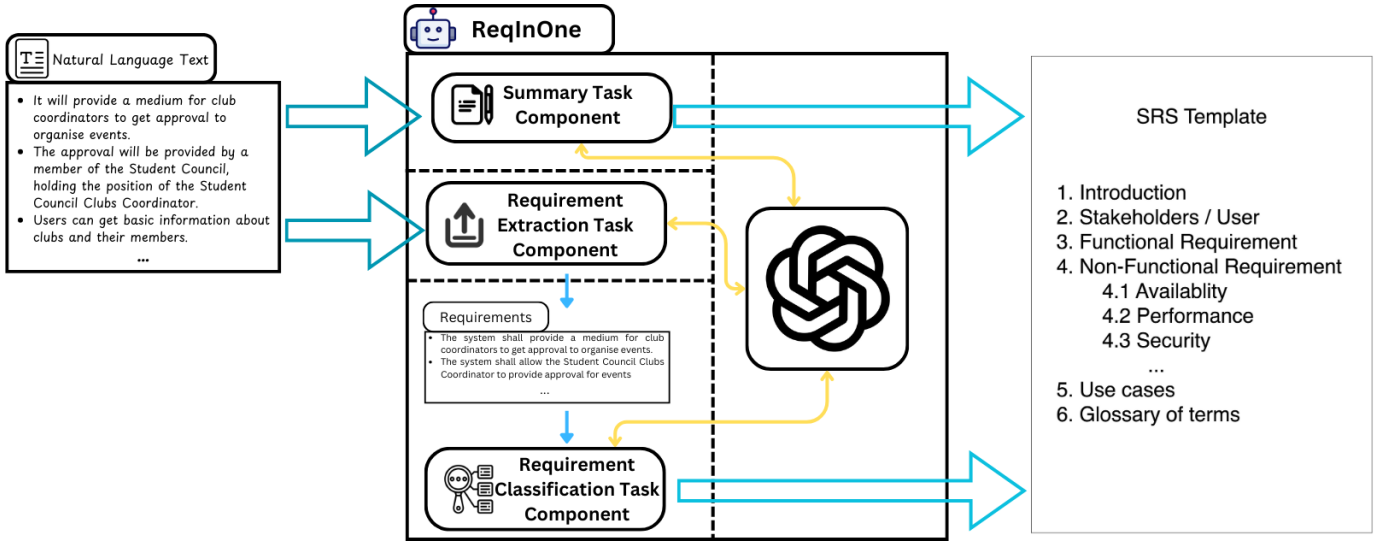 ReqInOne
T
Natural Language Text
• It will provide a medium for club
coordinators to get approval to
organise events.
• The approval will be provided by a
member of the Student Council,
holding the position of the Student
Council Clubs Coordinator.
• Users can get basic information about
clubs and their members.
...
Summary Task
Component
Requirement
Extraction Task
Component
Requirements
• The system shall provide a medium for club
coordinators to get approval to organise events.
• The system shall allow the Student Council Clubs
Coordinator to provide approval for events
...
Requirement
Classification Task
Component
SRS Template
1. Introduction
2. Stakeholders / User
3. Functional Requirement
4. Non-Functional Requirement
4.1 Availablity
4.2 Performance
4.3 Security
...
5. Use cases
6. Glossary of terms